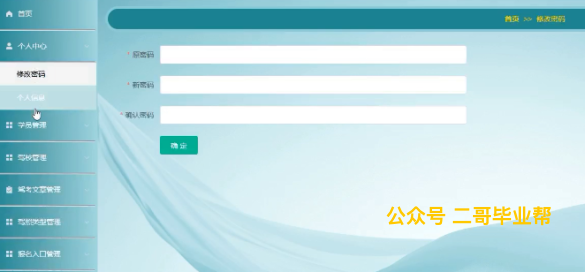 首页
首页 >> 修改密码
个人中心
修改密码
个人信息
学员管理
驾校管理
驾考文章管理
驾照类型管理
报名入口管理
* 原密码
* 新密码
* 确认密码
确定
公众号 二哥毕业帮